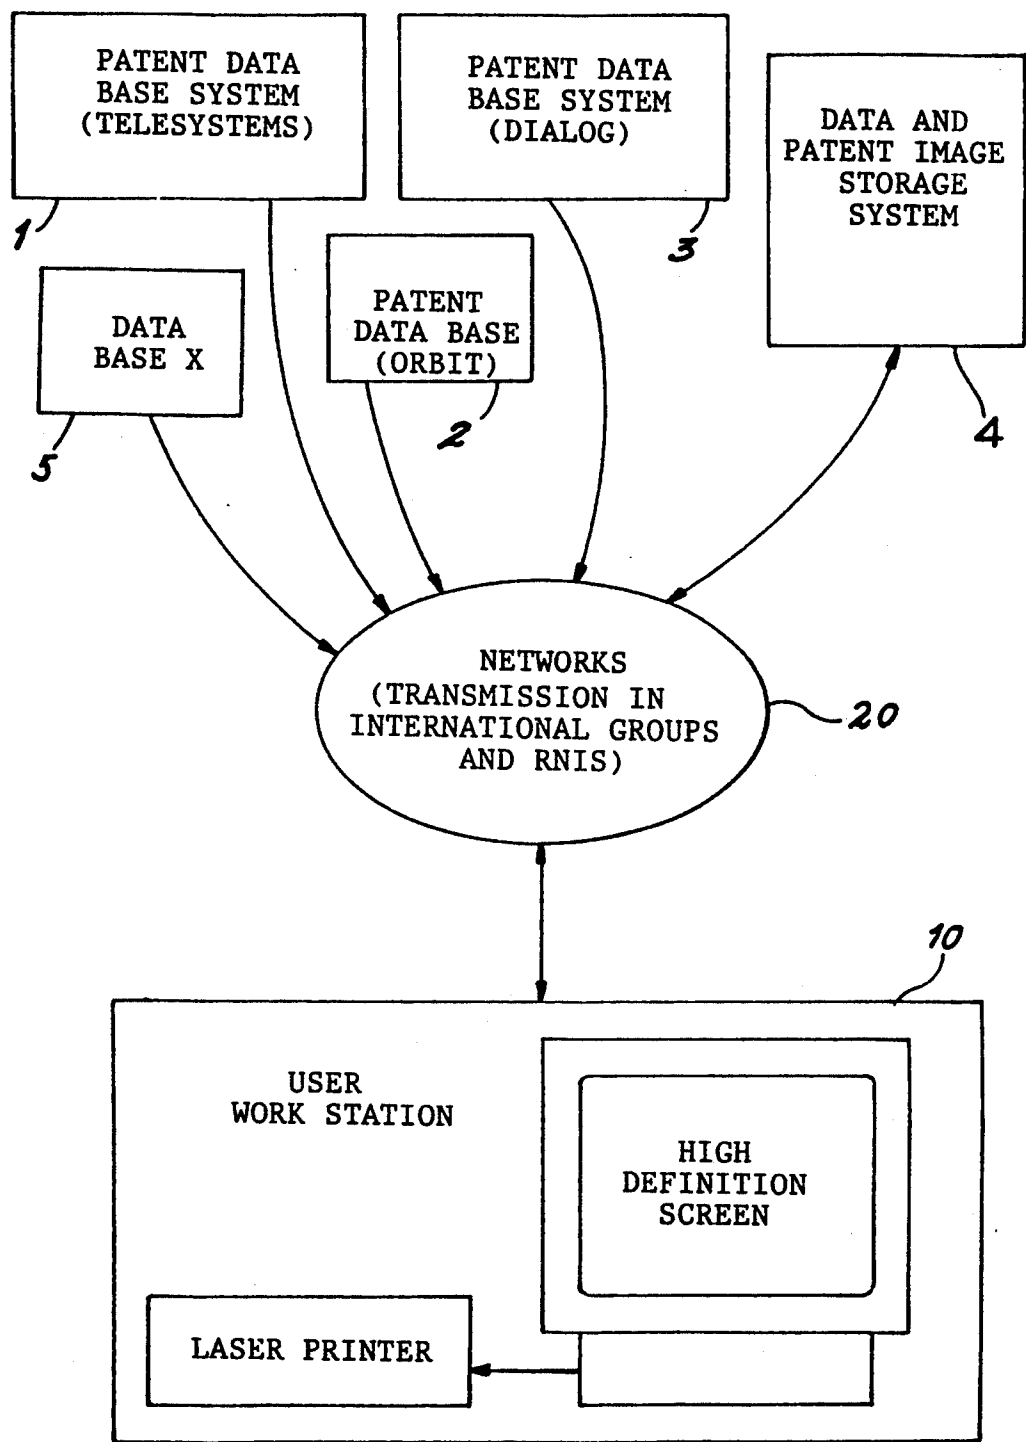 PATENT DATA
BASE SYSTEM
(TELESYSTEMS)
1
PATENT DATA
BASE SYSTEM
(DIALOG)
3
DATA AND
PATENT IMAGE
STORAGE
SYSTEM
4
DATA
BASE X
5
PATENT
DATA BASE
(ORBIT)
2
NETWORKS
(TRANSMISSION IN
INTERNATIONAL GROUPS
AND RNIS)
20
10
USER
WORK STATION
HIGH
DEFINITION
SCREEN
LASER PRINTER